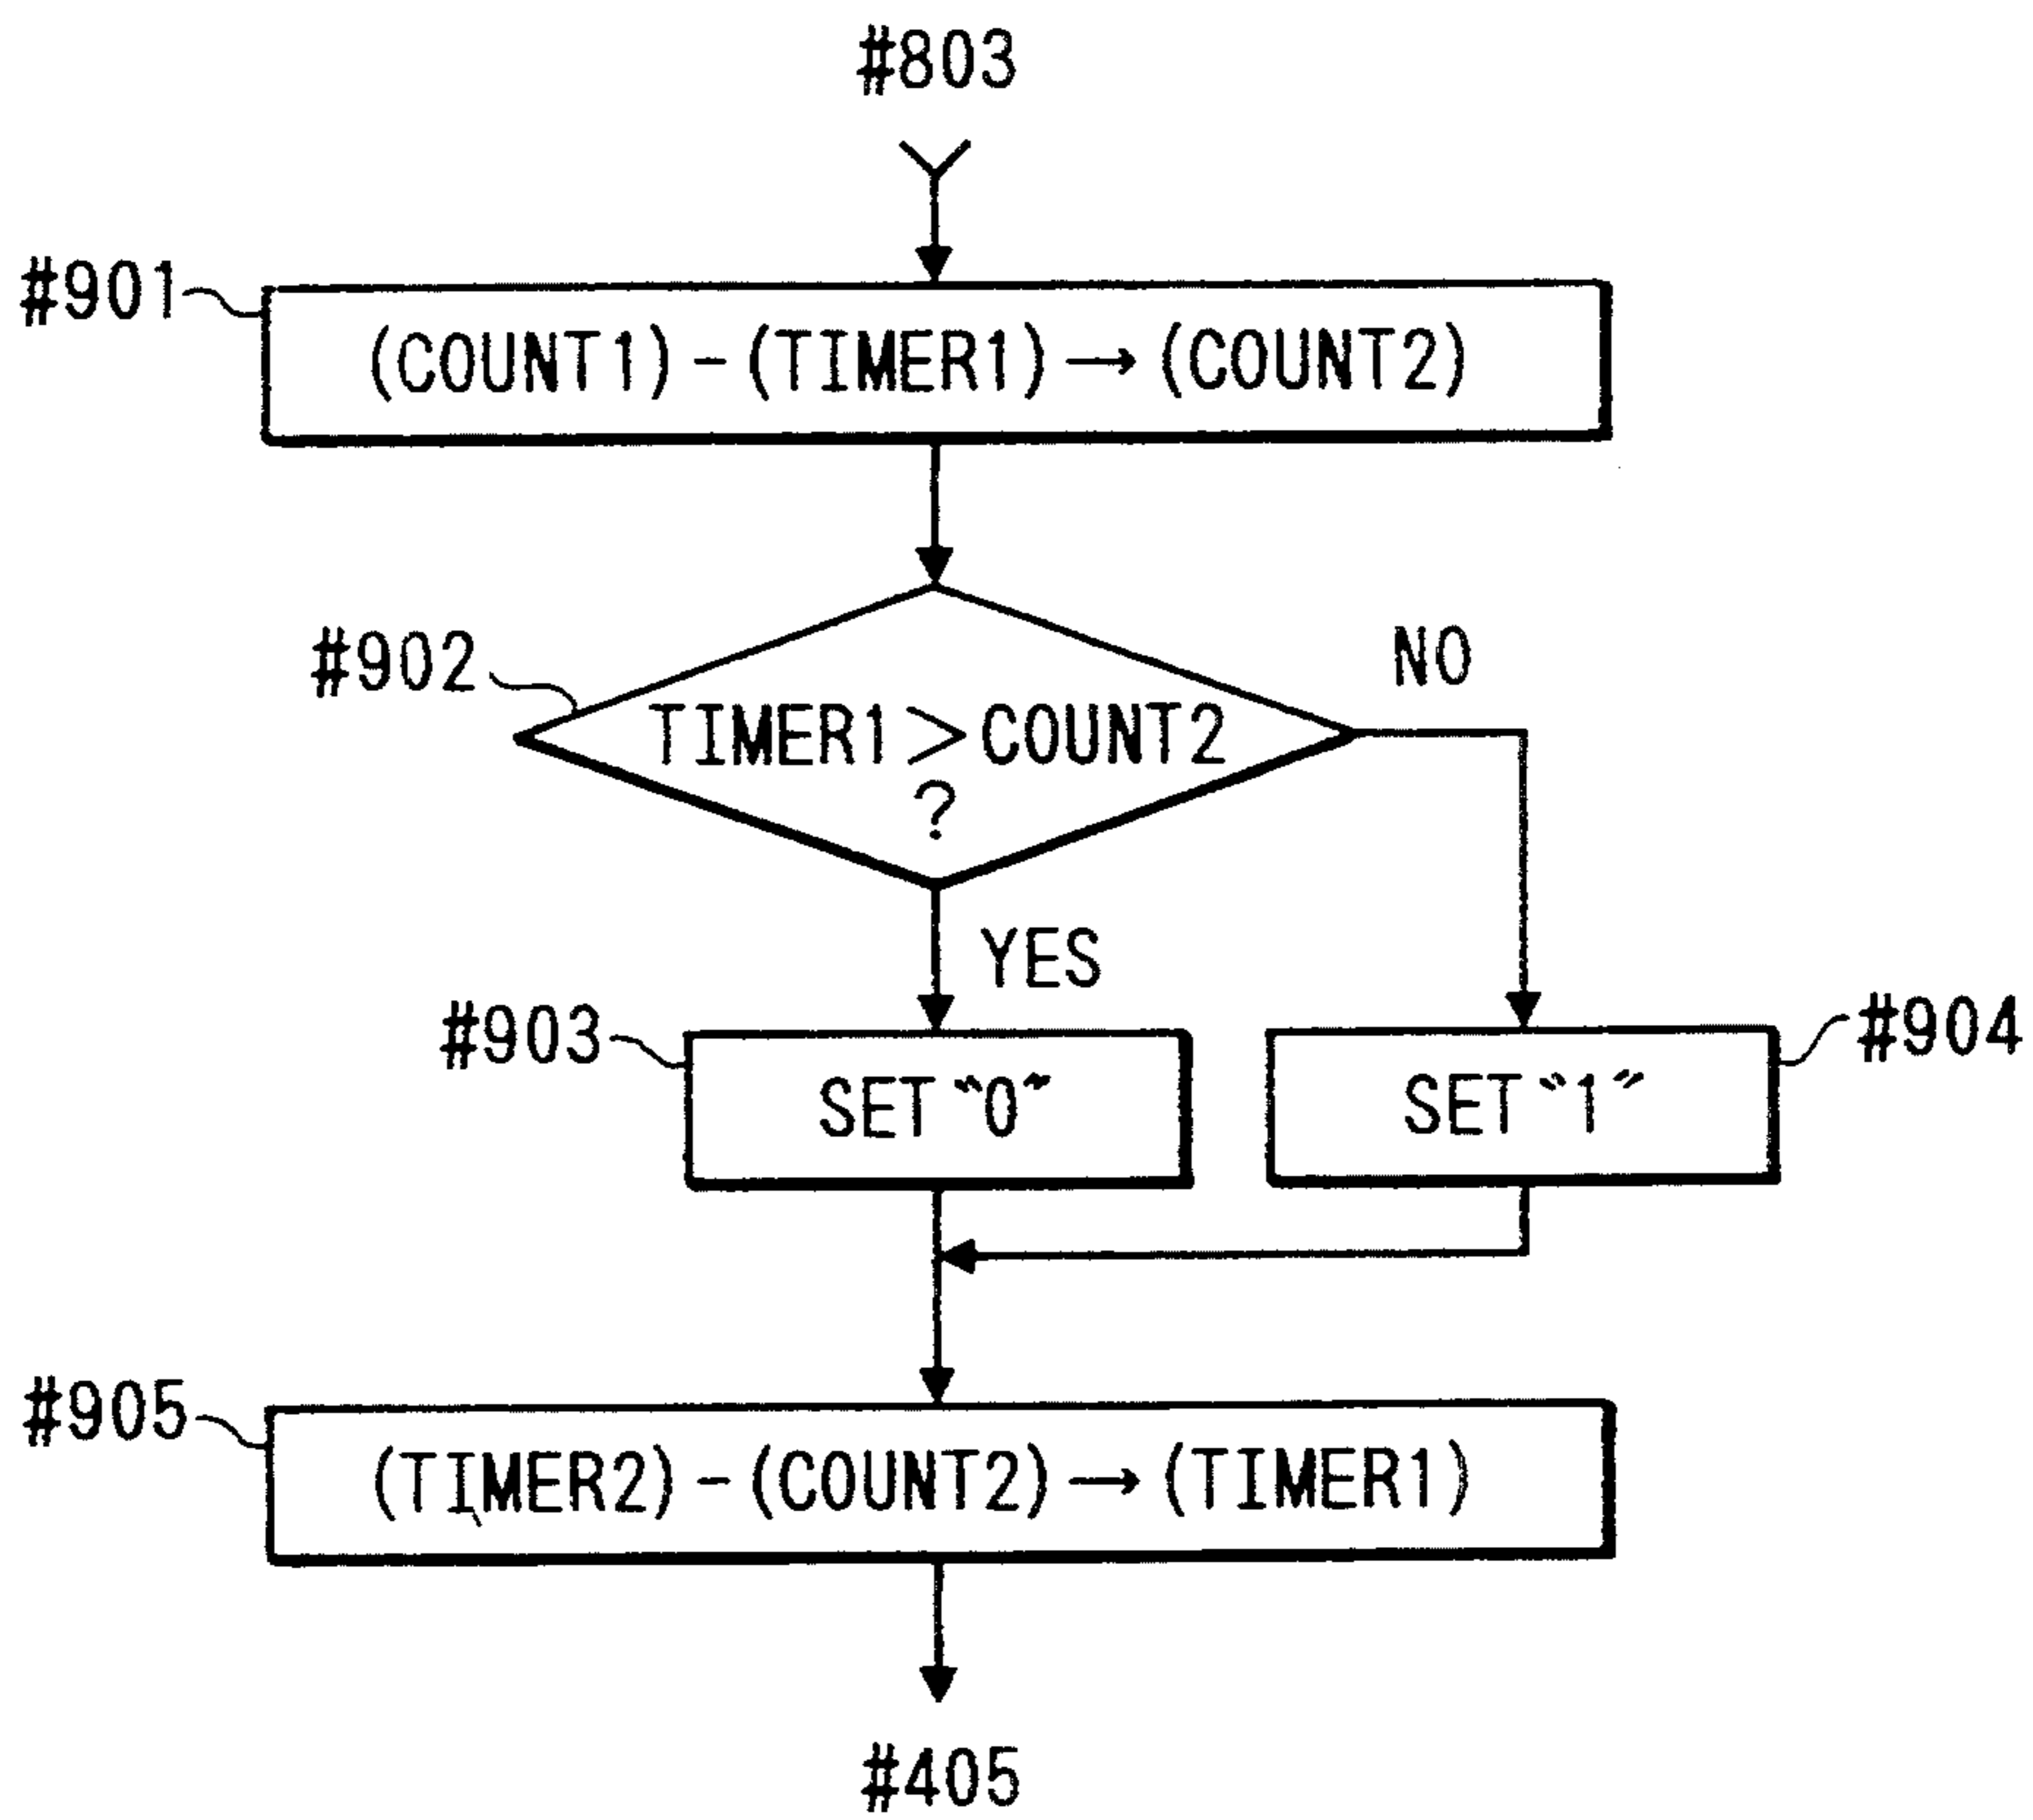 #803
#901
(COUNT1)-(TIMER1)→(COUNT2)
#902
NO
TIMER1>COUNT2
?
YES
#903
#904
SET "0"
SET "1"
#905
(TIMER2)-(COUNT2)→(TIMER1)
#405